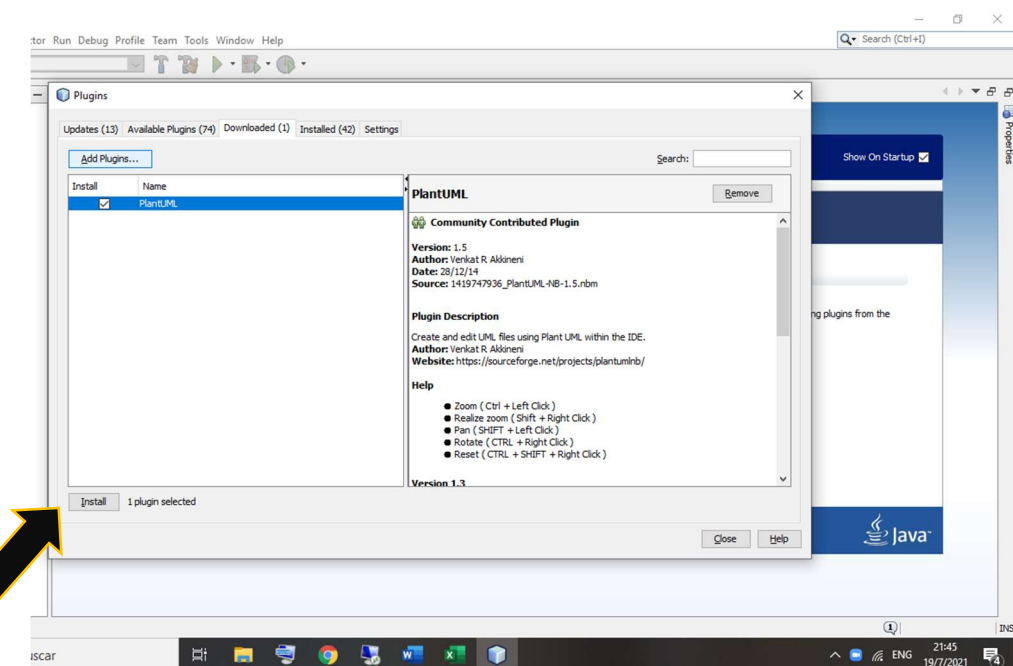 tor Run Debug Profile Team Tools Window Help
Search (Ctrl+I)
Plugins
Updates (13) Available Plugins (74) Downloaded (1) Installed (42) Settings
Add Plugins...
Search:
Install Name
PlantUML
PlantUML
Remove
Community Contributed Plugin
Version: 1.5
Author: Venkat R Akkineni
Date: 28/12/14
Source: 1419747936_PlantUML-NB-1.5.nbm
Plugin Description
Create and edit UML files using Plant UML within the IDE.
Author: Venkat R Akkineni
Website: https://sourceforge.net/projects/plantumlnb/
Help
Zoom ( Ctrl + Left Click )
Realize zoom ( Shift + Right Click )
Pan ( SHIFT + Left Click )
Rotate ( CTRL + Right Click )
Reset ( CTRL + SHIFT + Right Click )
Version 1.3
Install 1 plugin selected
Close Help
Show On Startup
Properties
ng plugins from the
Java
1
INS
uscar
W
X
ENG
21:45
19/7/2021
4